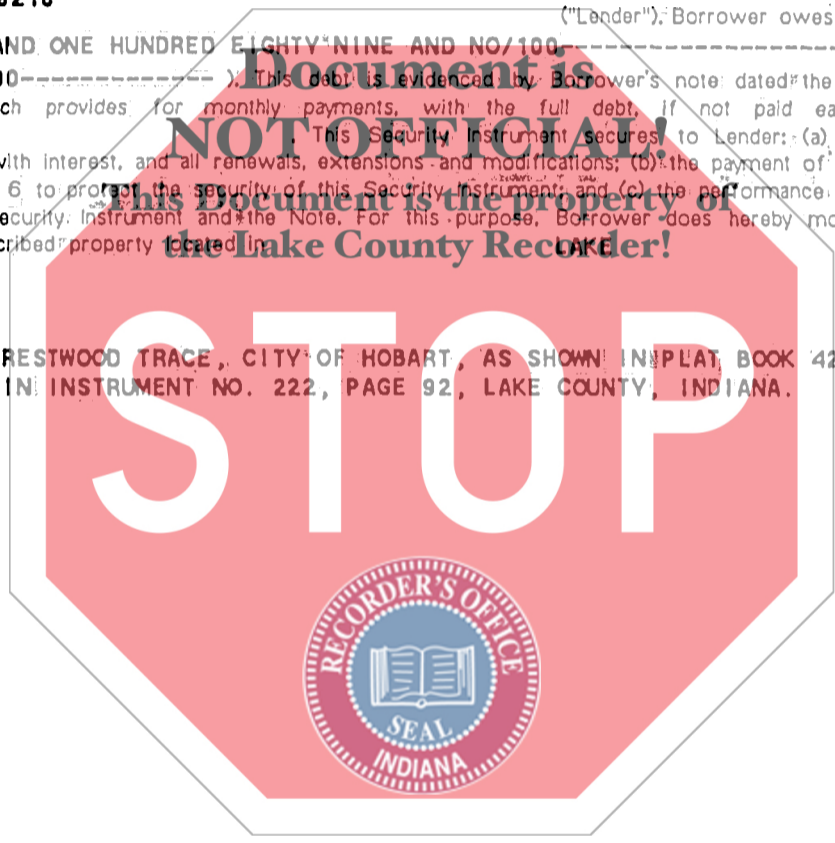 ("Lender"). Borrower owes
AND ONE HUNDRED EIGHTY NINE AND NO/100
). This debt is evidenced by Borrower's note dated the
ch provides for monthly payments, with the full debt, if not paid ea
. This Security Instrument secures to Lender: (a)
with interest, and all renewals, extensions and modifications; (b) the payment of
6 to protect the security of this Security Instrument; and (c) the performance
ecurity Instrument and the Note. For this purpose, Borrower does hereby mo
cribed property located in LAKE
Document is
NOT OFFICIAL!
This Document is the property of
the Lake County Recorder!
RESTWOOD TRACE, CITY OF HOBART, AS SHOWN IN PLAT BOOK 42
IN INSTRUMENT NO. 222, PAGE 92, LAKE COUNTY, INDIANA.
STOP
RECORDER'S OFFICE
SEAL
INDIANA